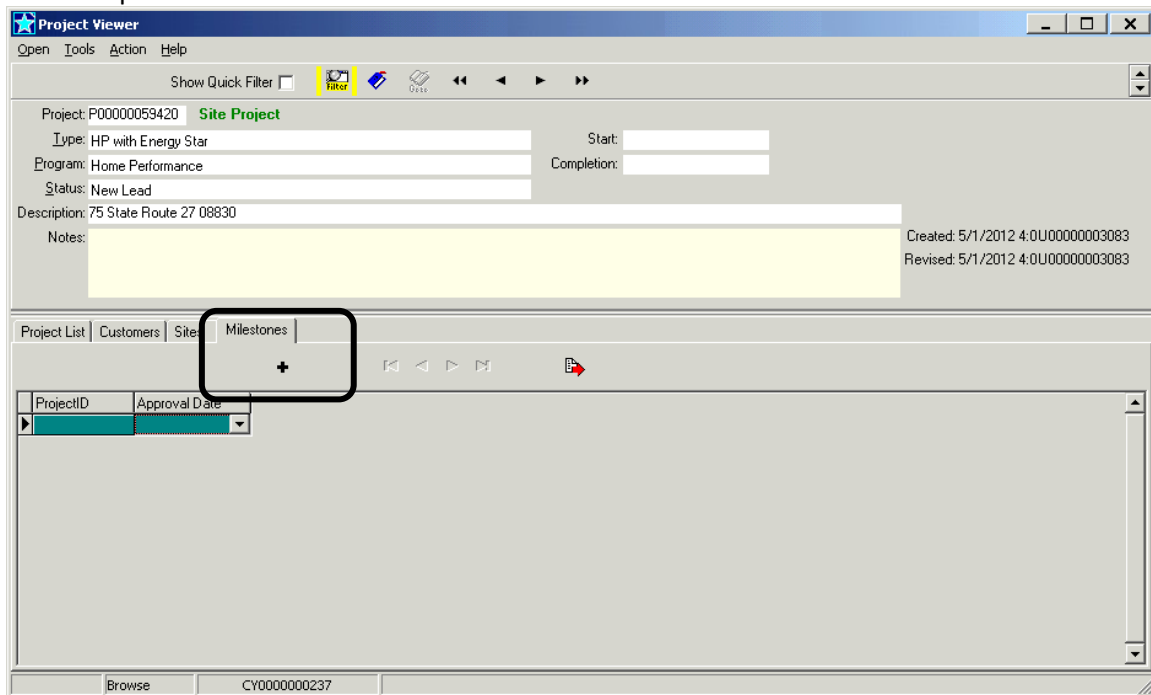 Project Viewer
Open Tools Action Help
Show Quick Filter Filter Goto
Project: P00000059420 Site Project
Type: HP with Energy Star Start:
Program: Home Performance Completion:
Status: New Lead
Description: 75 State Route 27 08830
Notes: Created: 5/1/2012 4:0U00000003083
Revised: 5/1/2012 4:0U00000003083
Project List Customers Sites Milestones
ProjectID Approval Date
Browse CY0000000237